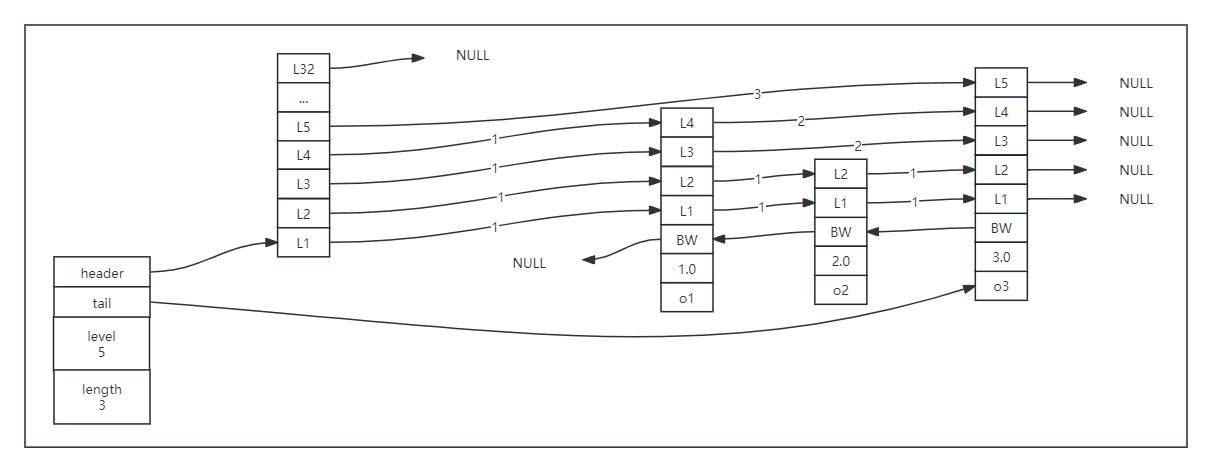 L32
NULL
...
L5
3
L5
NULL
L4
1
L4
2
L4
NULL
L3
1
L3
2
L3
NULL
L2
1
L2
1
L2
1
L2
NULL
L1
1
L1
1
L1
1
L1
NULL
NULL
BW
BW
BW
1.0
2.0
3.0
o1
o2
o3
header
tail
level
5
length
3